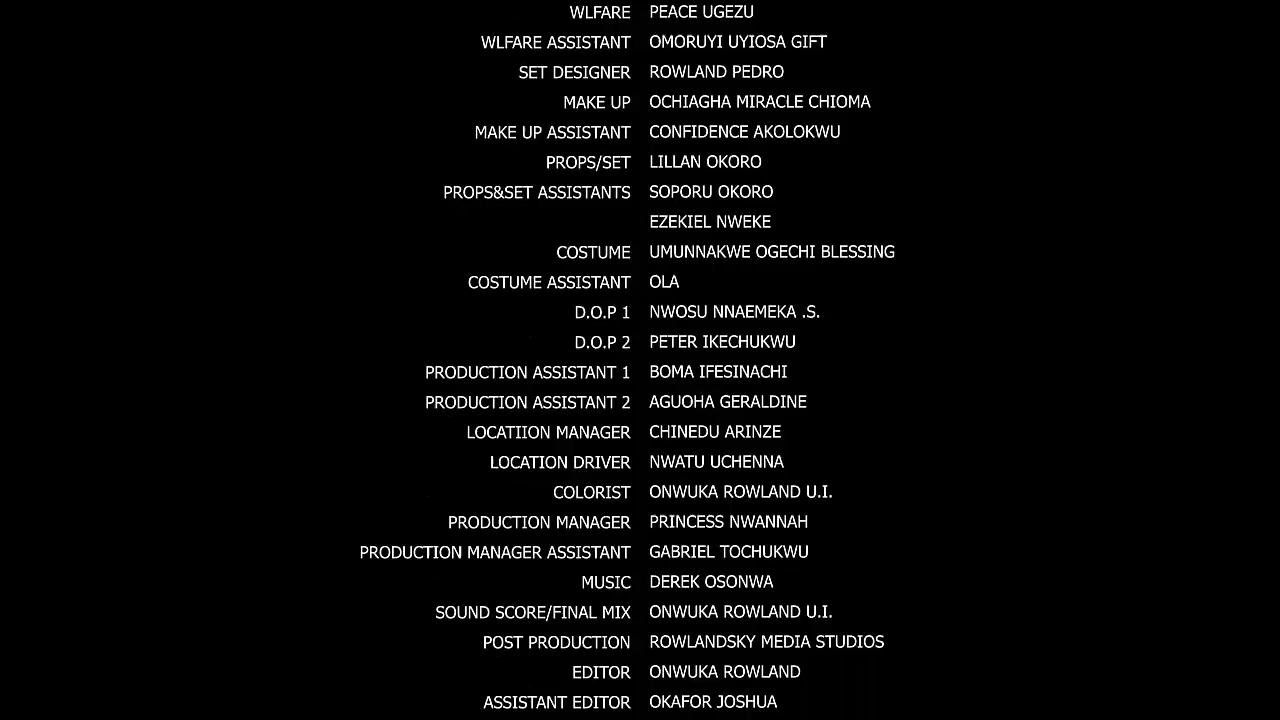 WLFARE PEACE UGEZU
WLFARE ASSISTANT OMORUYI UYIOSA GIFT
SET DESIGNER ROWLAND PEDRO
MAKE UP OCHIAGHA MIRACLE CHIOMA
MAKE UP ASSISTANT CONFIDENCE AKOLOKWU
PROPS/SET LILLAN OKORO
PROPS&SET ASSISTANTS SOPORU OKORO
EZEKIEL NWEKE
COSTUME UMUNNAKWE OGECHI BLESSING
COSTUME ASSISTANT OLA
D.O.P 1 NWOSU NNAEMEKA .S.
D.O.P 2 PETER IKECHUKWU
PRODUCTION ASSISTANT 1 BOMA IFESINACHI
PRODUCTION ASSISTANT 2 AGUOHA GERALDINE
LOCATIION MANAGER CHINEDU ARINZE
LOCATION DRIVER NWATU UCHENNA
COLORIST ONWUKA ROWLAND U.I.
PRODUCTION MANAGER PRINCESS NWANNAH
PRODUCTION MANAGER ASSISTANT GABRIEL TOCHUKWU
MUSIC DEREK OSONWA
SOUND SCORE/FINAL MIX ONWUKA ROWLAND U.I.
POST PRODUCTION ROWLANDSKY MEDIA STUDIOS
EDITOR ONWUKA ROWLAND
ASSISTANT EDITOR OKAFOR JOSHUA